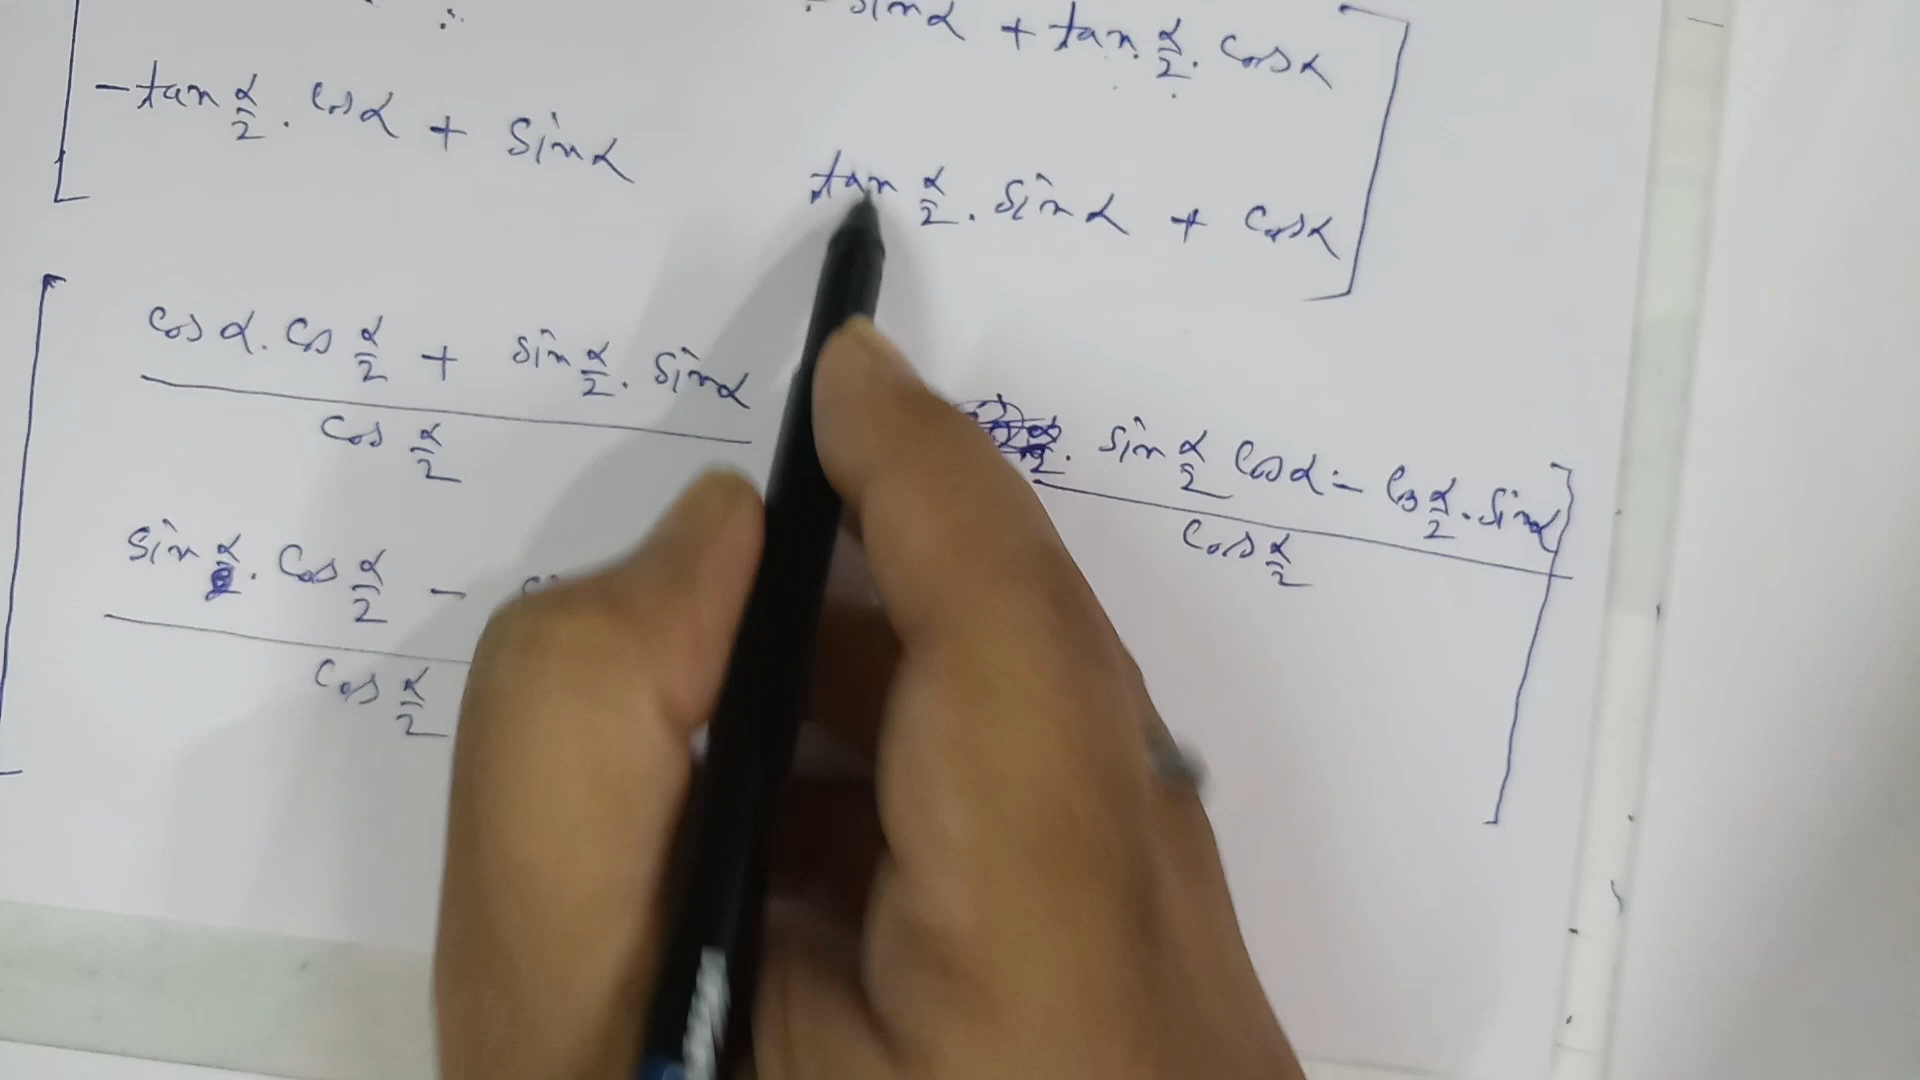 sinα + tan α/2 . cosα
-tan α/2 . cosα + sinα
tan α/2 . sinα + cosα
cosα . cos α/2 + sin α/2 . sinα
cos α/2
sin α/2 cosα - cos α/2 . sinα
cos α/2
sin α . cos α/2 -
cos α/2